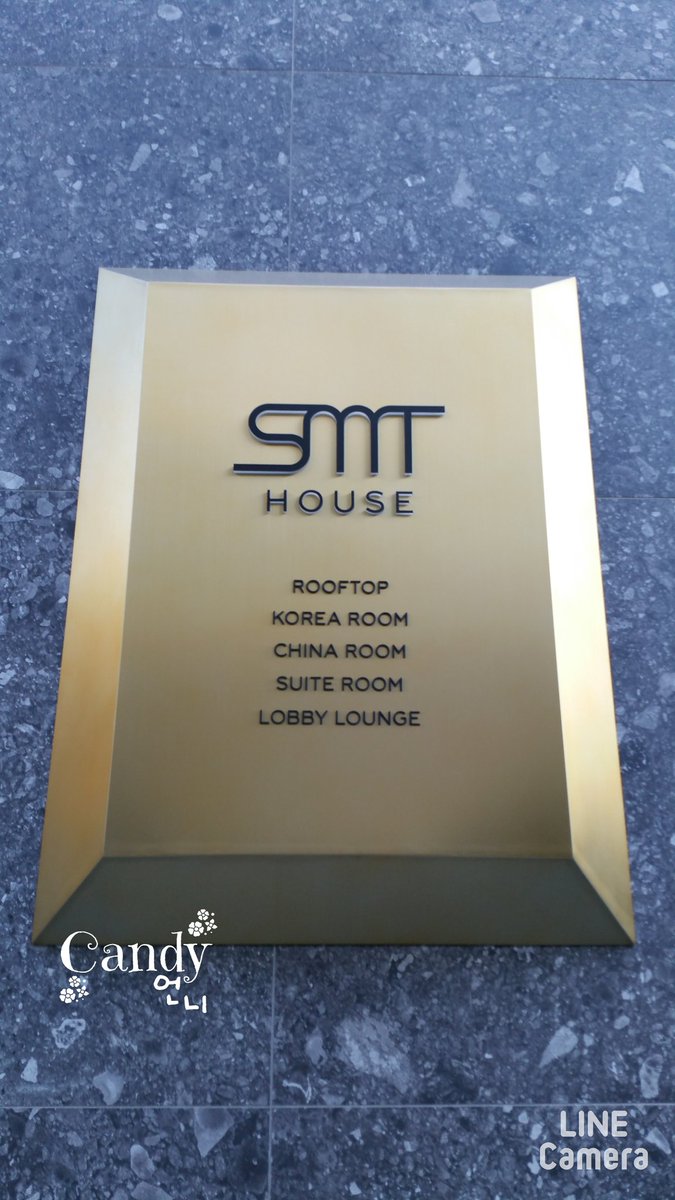 SMT
HOUSE
ROOFTOP
KOREA ROOM
CHINA ROOM
SUITE ROOM
LOBBY LOUNGE
Candy
언니
LINE
Camera